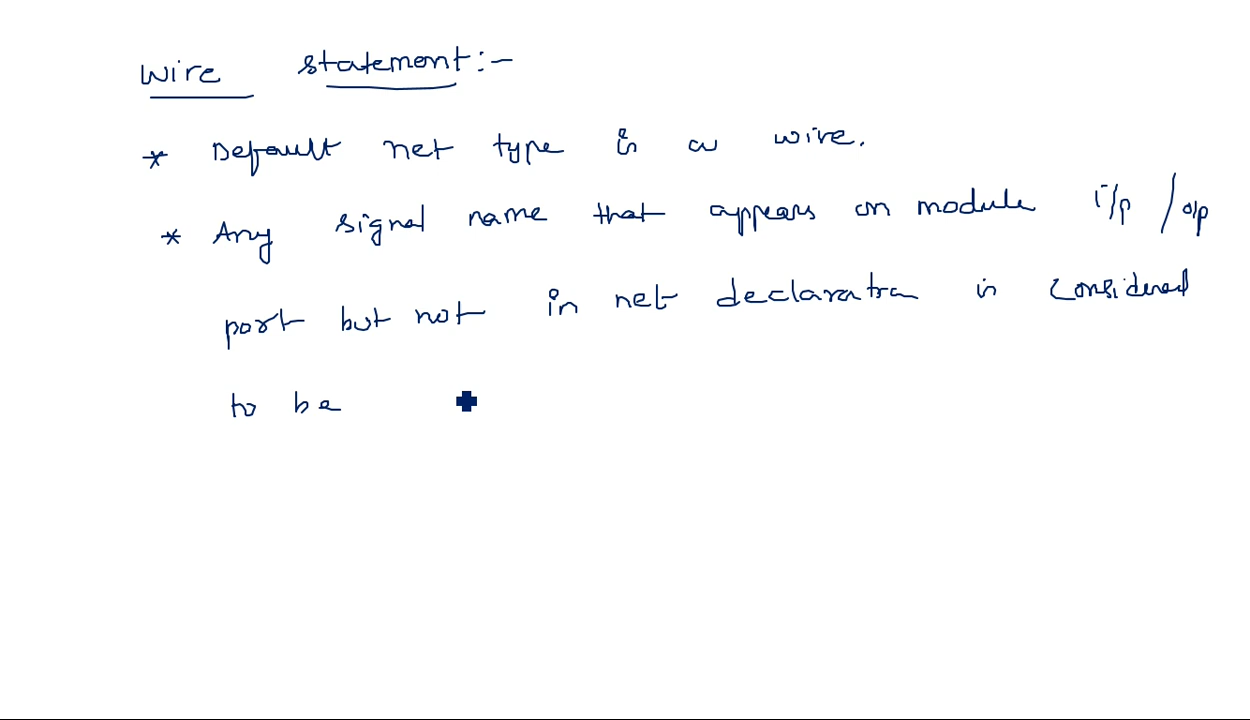 wire statement:-
* Default net type is a wire.
* Any signal name that appears on module i/p / o/p
port but not in net declaration is considered
to be